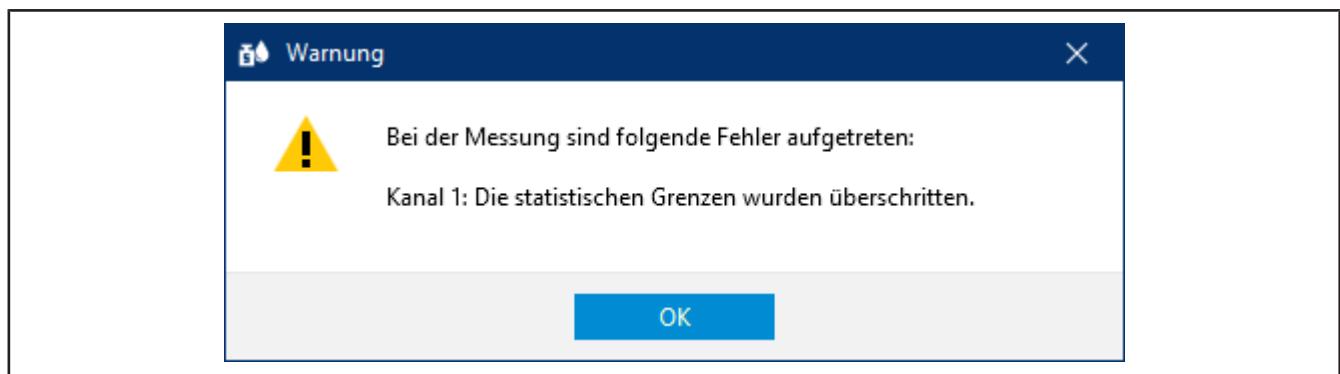 Warnung
Bei der Messung sind folgende Fehler aufgetreten:
Kanal 1: Die statistischen Grenzen wurden überschritten.
OK